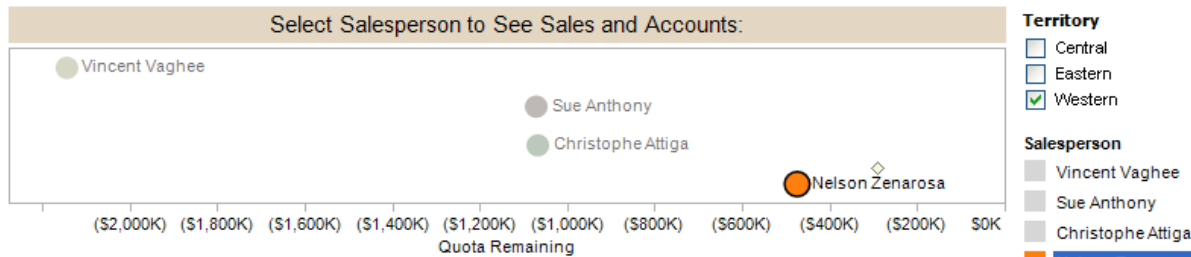 Select Salesperson to See Sales and Accounts:
Vincent Vaghee
Sue Anthony
Christophe Attiga
Nelson Zenarosa
($2,000K) ($1,800K) ($1,600K) ($1,400K) ($1,200K) ($1,000K) ($800K) ($600K) ($400K) ($200K) $0K
Quota Remaining
Territory
Central
Eastern
Western
Salesperson
Vincent Vaghee
Sue Anthony
Christophe Attiga